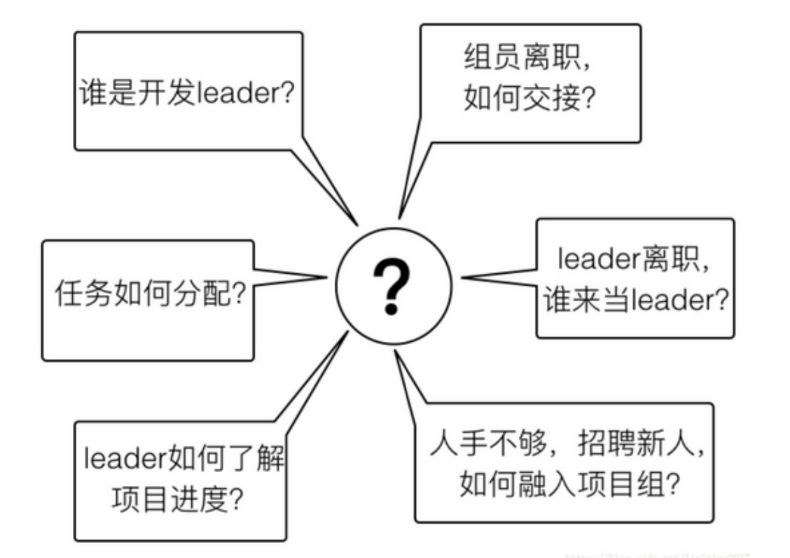 谁是开发leader?
组员离职,
如何交接?
任务如何分配?
?
leader离职,
谁来当leader?
leader如何了解
项目进度?
人手不够，招聘新人,
如何融入项目组?